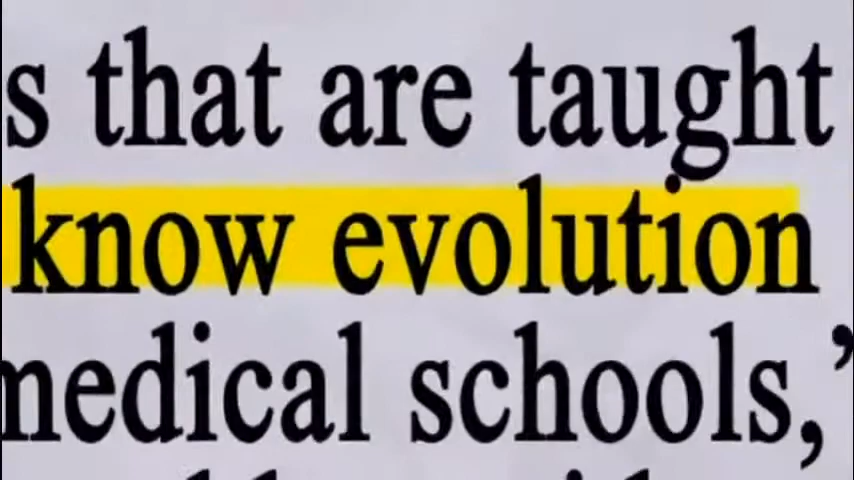 s that are taught
know evolution
medical schools,’